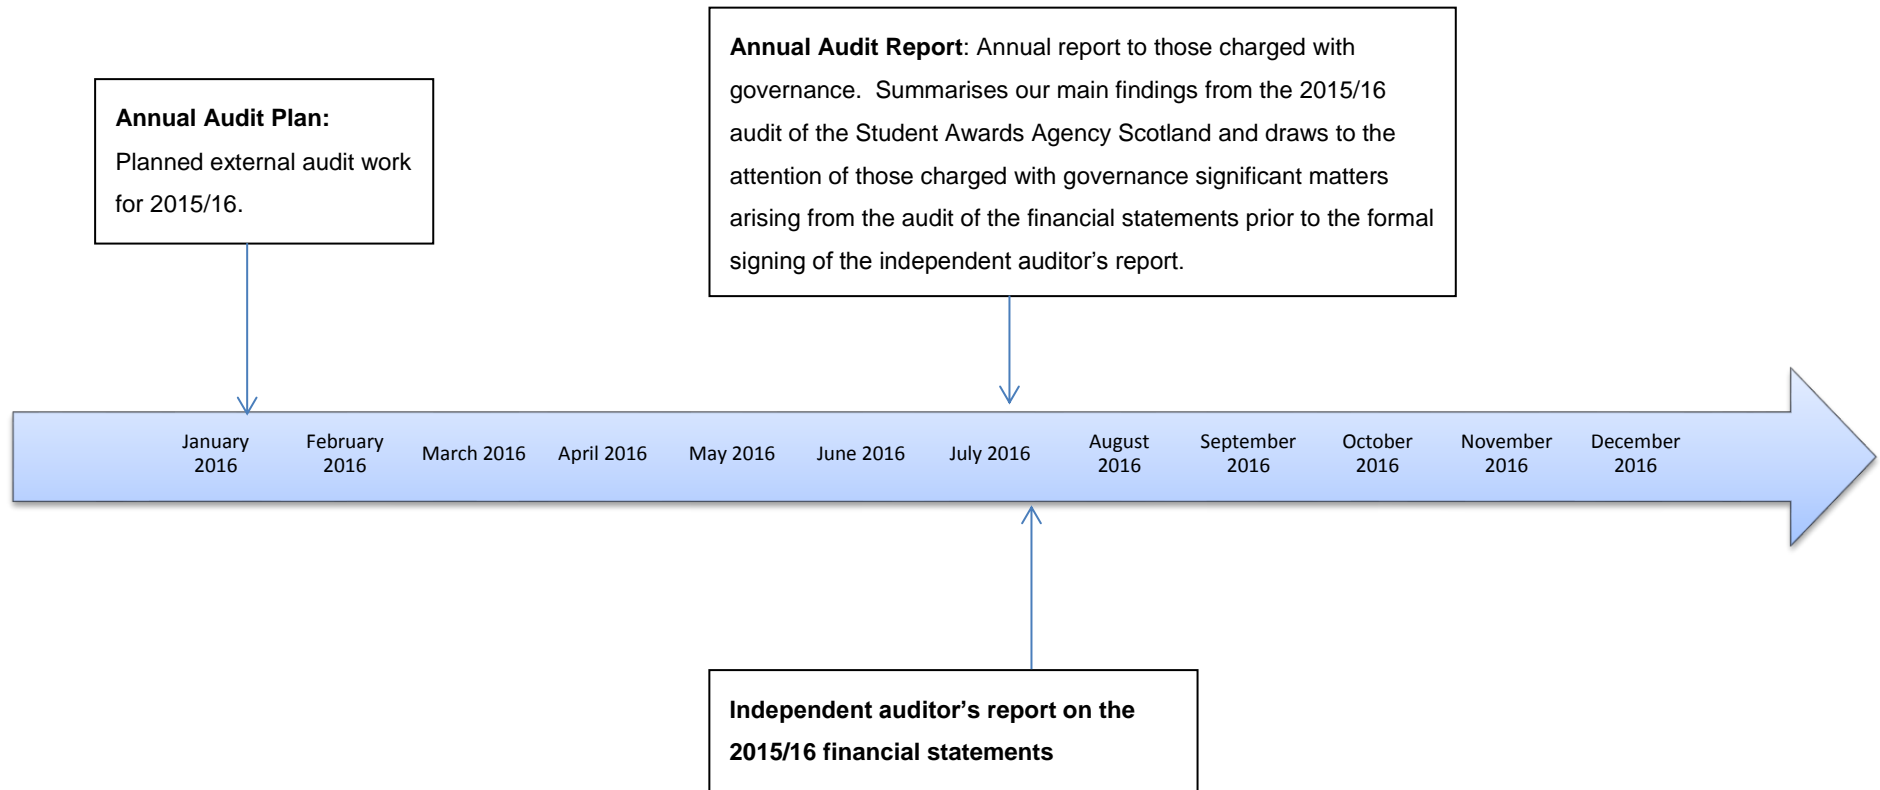 Annual Audit Report: Annual report to those charged with
governance.  Summarises our main findings from the 2015/16
audit of the Student Awards Agency Scotland and draws to the
attention of those charged with governance significant matters
arising from the audit of the financial statements prior to the formal
signing of the independent auditor’s report.
Annual Audit Plan:
Planned external audit work
for 2015/16.
January
2016
February
2016
March 2016
April 2016
May 2016
June 2016
July 2016
August
2016
September
2016
October
2016
November
2016
December
2016
Independent auditor’s report on the
2015/16 financial statements